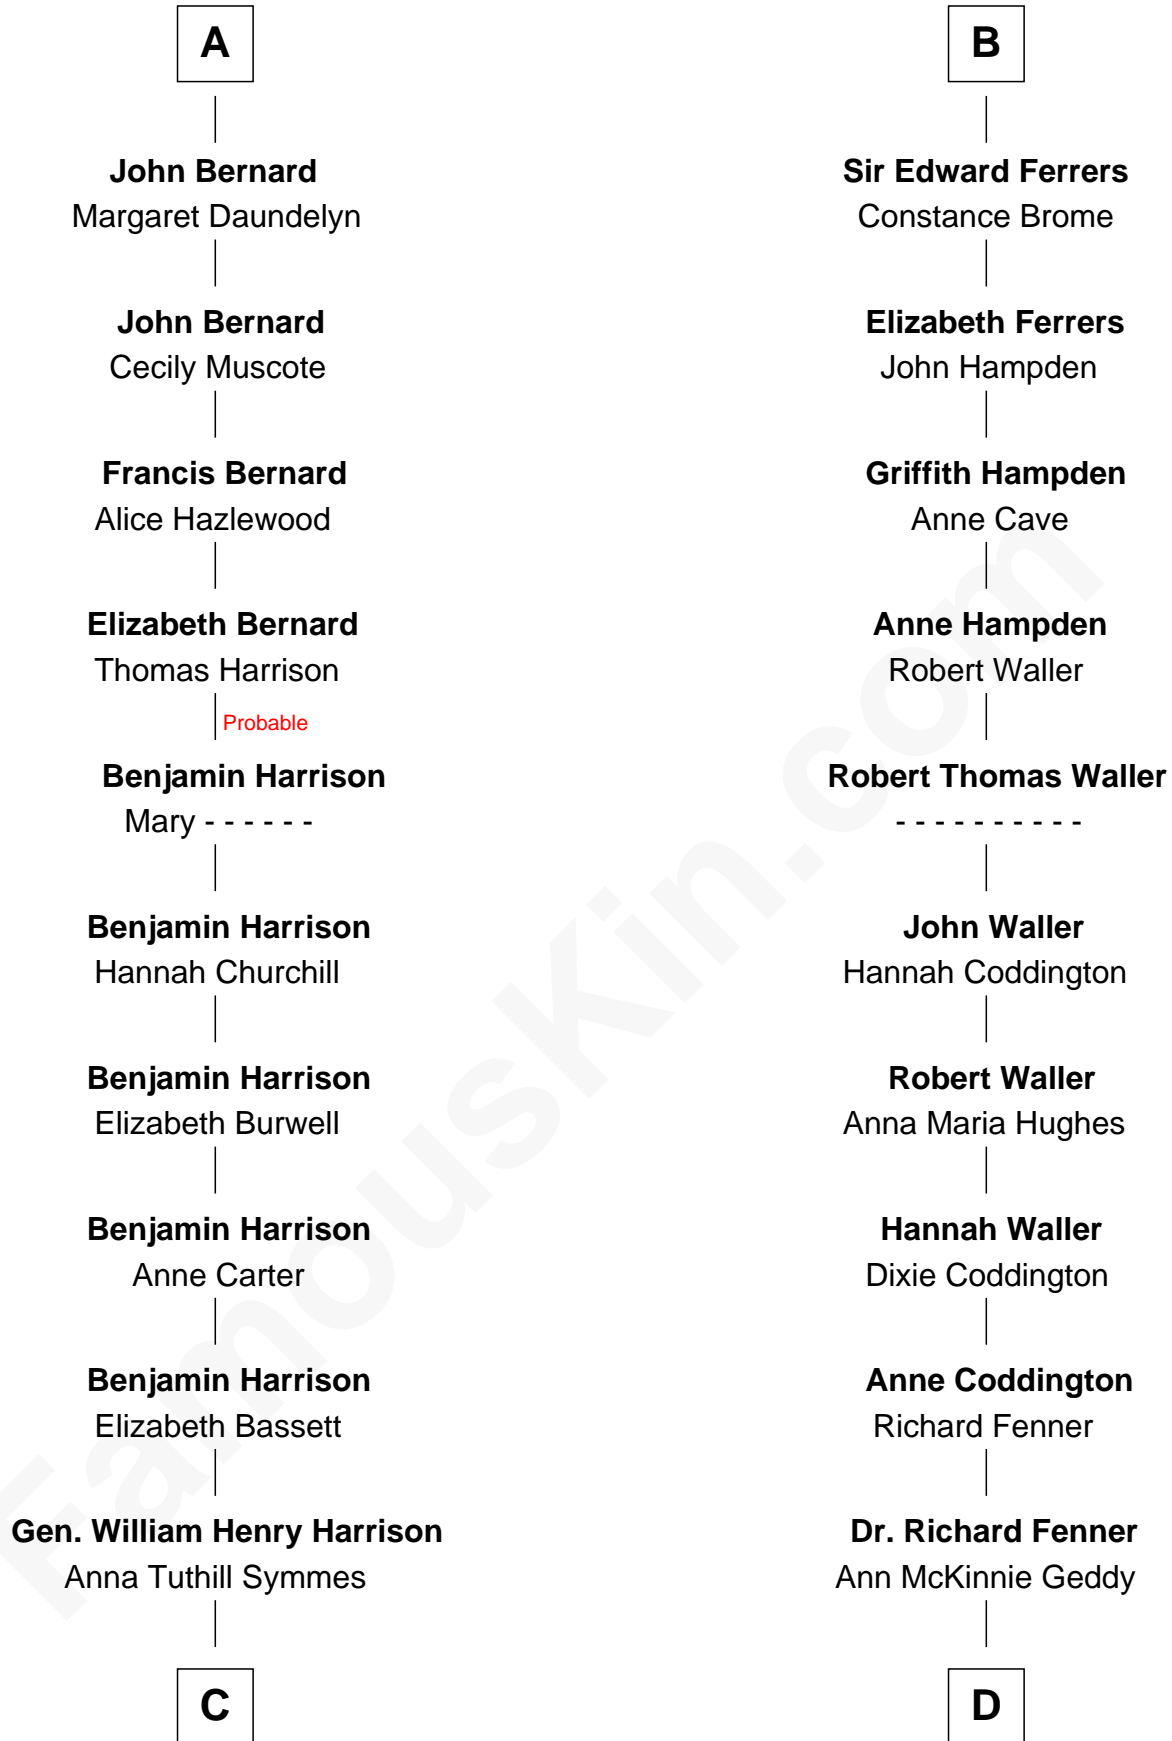 A
John Bernard
Margaret Daundelyn
John Bernard
Cecily Muscote
Francis Bernard
Alice Hazlewood
Elizabeth Bernard
Thomas Harrison
Probable
Benjamin Harrison
Mary - - - - - -
Benjamin Harrison
Hannah Churchill
Benjamin Harrison
Elizabeth Burwell
Benjamin Harrison
Anne Carter
Benjamin Harrison
Elizabeth Bassett
Gen. William Henry Harrison
Anna Tuthill Symmes
C
B
Sir Edward Ferrers
Constance Brome
Elizabeth Ferrers
John Hampden
Griffith Hampden
Anne Cave
Anne Hampden
Robert Waller
Robert Thomas Waller
- - - - - - - - - -
John Waller
Hannah Coddington
Robert Waller
Anna Maria Hughes
Hannah Waller
Dixie Coddington
Anne Coddington
Richard Fenner
Dr. Richard Fenner
Ann McKinnie Geddy
D
FamousKin.com